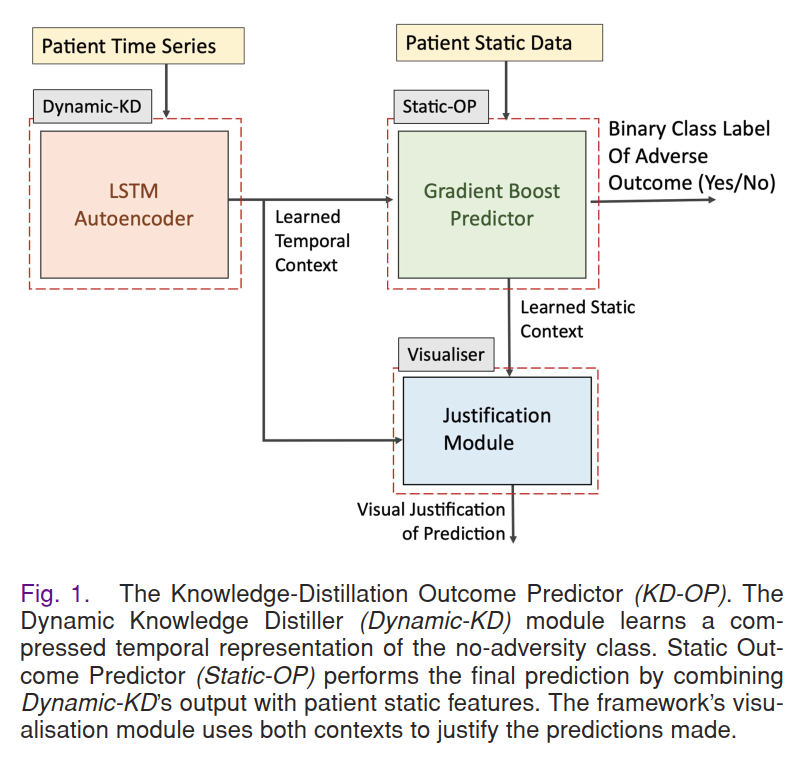 Patient Time Series
Patient Static Data
Dynamic-KD
Static-OP
LSTM
Autoencoder
Gradient Boost
Predictor
Binary Class Label
Of Adverse
Outcome (Yes/No)
Learned
Temporal
Context
Learned Static
Context
Visualiser
Justification
Module
Visual Justification
of Prediction
Fig. 1. The Knowledge-Distillation Outcome Predictor (KD-OP). The
Dynamic Knowledge Distiller (Dynamic-KD) module learns a com-
pressed temporal representation of the no-adversity class. Static Out-
come Predictor (Static-OP) performs the final prediction by combining
Dynamic-KD's output with patient static features. The framework's visu-
alisation module uses both contexts to justify the predictions made.